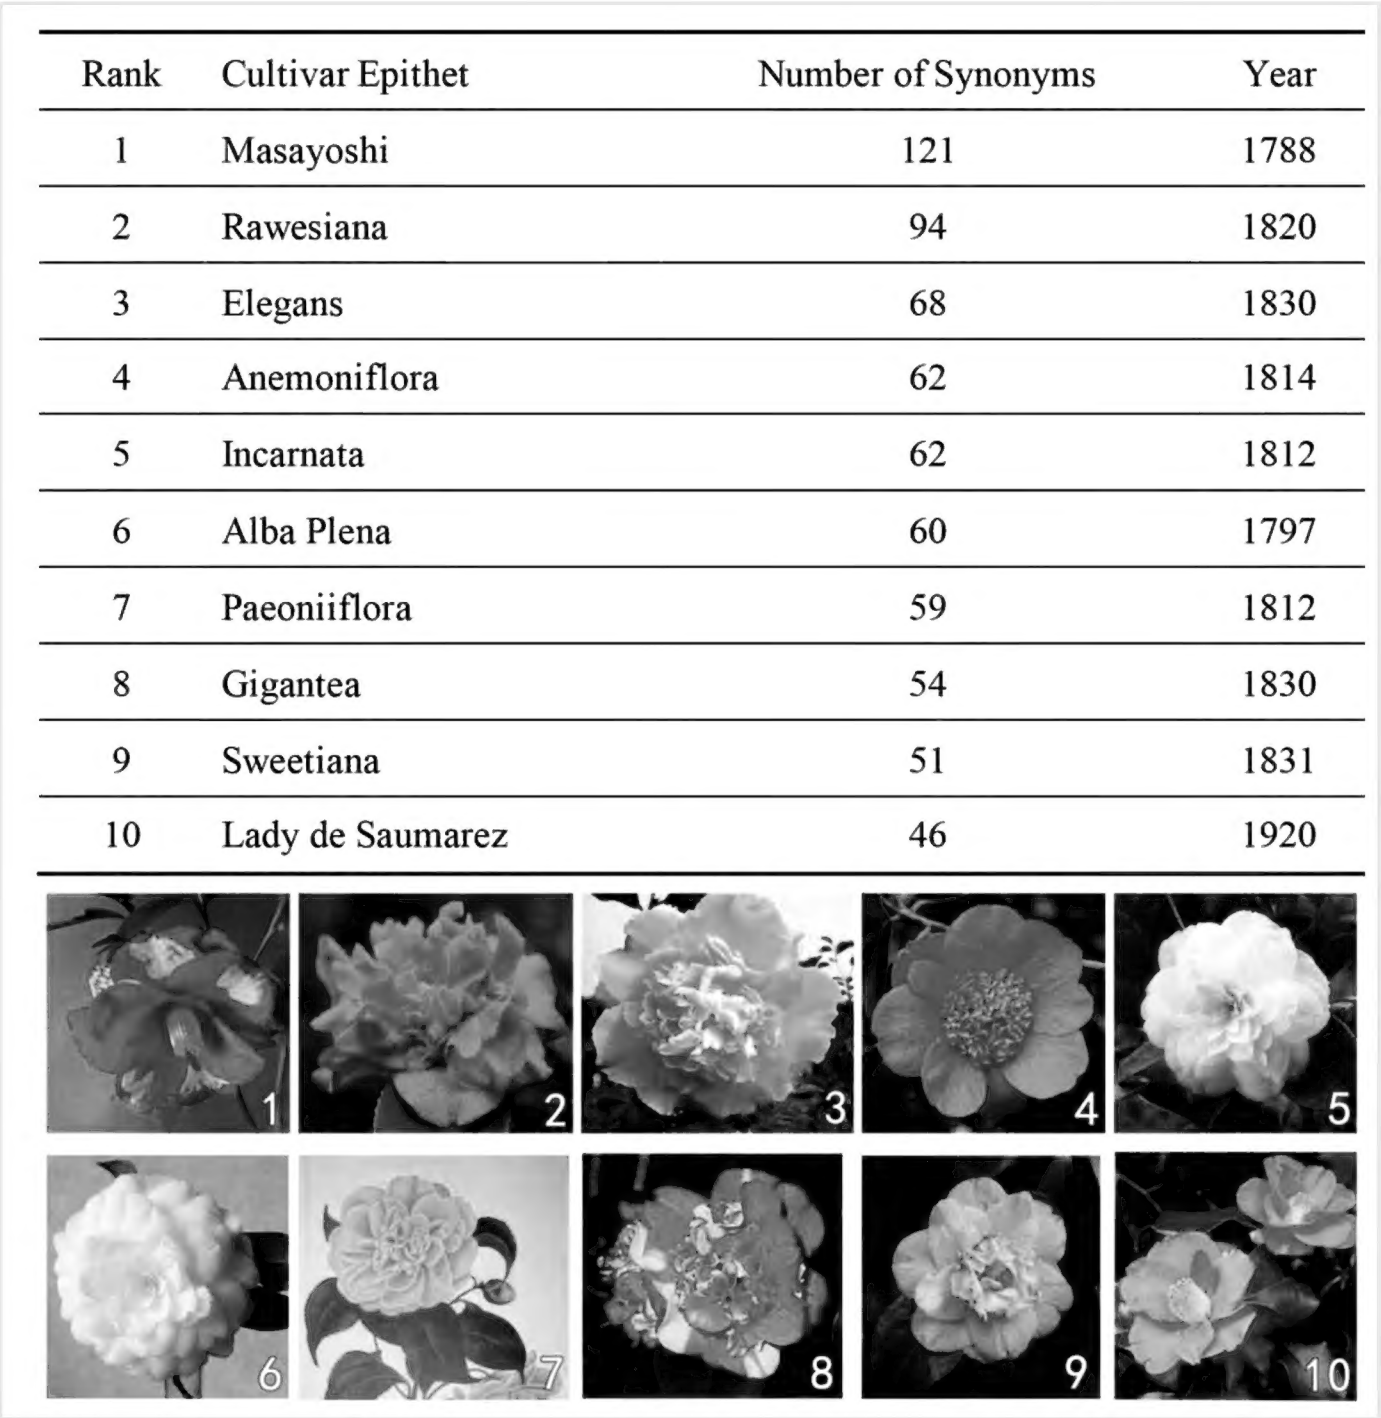 Rank Cultivar Epithet Number of Synonyms Year
1 Masayoshi 121 1788
2 Rawesiana 94 1820
3 Elegans 68 1830
4 Anemoniflora 62 1814
5 Incarnata 62 1812
6 Alba Plena 60 1797
7 Paeoniiflora 59 1812
8 Gigantea 54 1830
9 Sweetiana 51 1831
10 Lady de Saumarez 46 1920
1 2 3 4 5
6 7 8 9 10